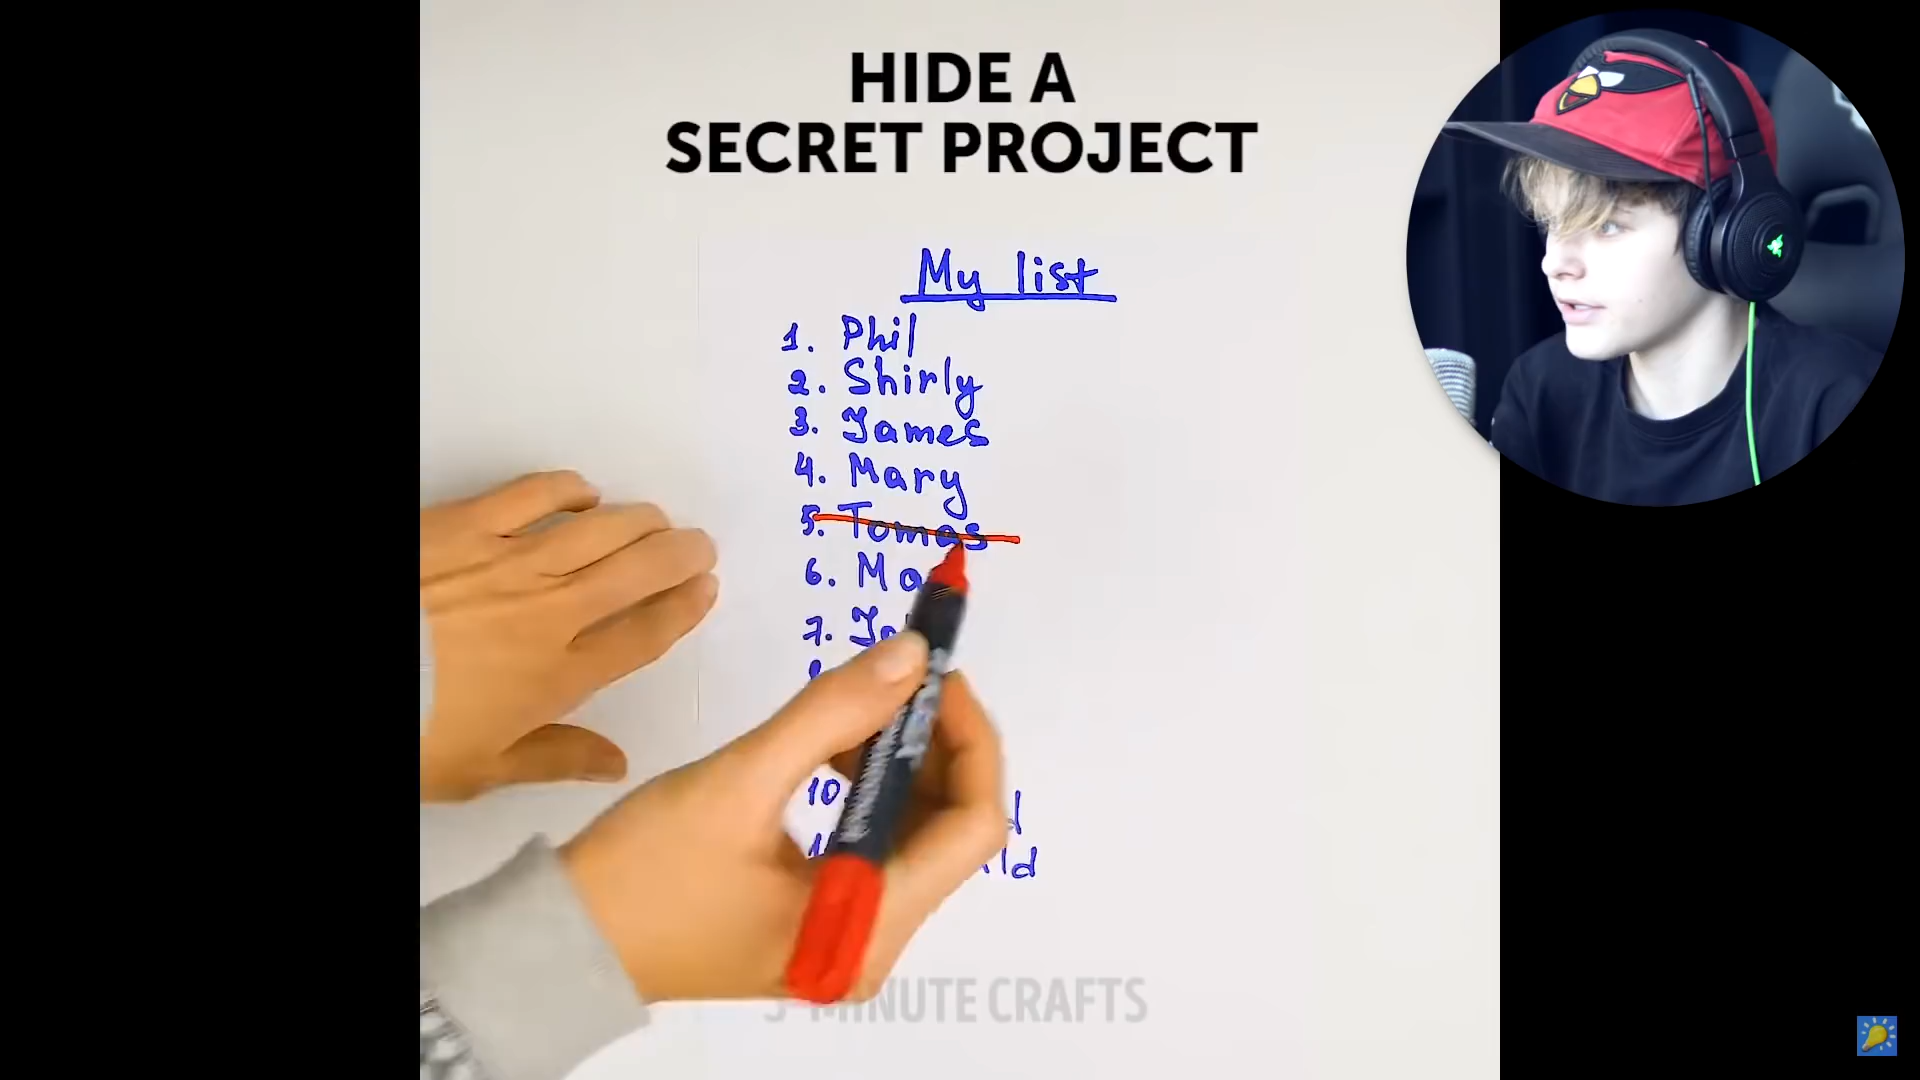 HIDE A
SECRET PROJECT
My list
1. Phil
2. Shirly
3. James
4. Mary
5. Tomas
6.
7.
10.
5-MINUTE CRAFTS